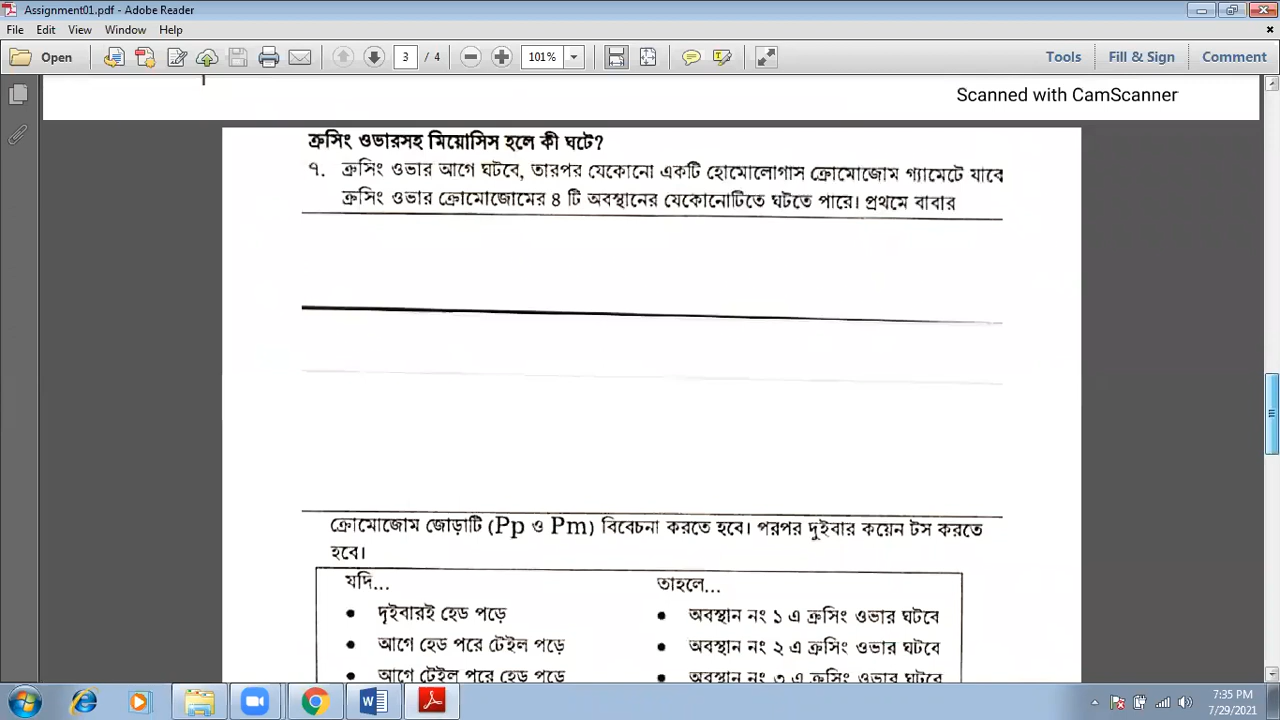 Assignment01.pdf - Adobe Reader
File Edit View Window Help
Open 3 / 4 101% Tools Fill & Sign Comment
Scanned with CamScanner
ক্রসিং ওভারসহ মিয়োসিস হলে কী ঘটে?
৭. ক্রসিং ওভার আগে ঘটবে, তারপর যেকোনো একটি হোমোলোগাস ক্রোমোজোম গ্যামেটে যাবে
ক্রসিং ওভার ক্রোমোজোমের ৪ টি অবস্থানের যেকোনোটিতে ঘটতে পারে। প্রথমে বাবার
ক্রোমোজোম জোড়াটি (Pp ও Pm) বিবেচনা করতে হবে। পরপর দুইবার কয়েন টস করতে
হবে।
যদি... তাহলে...
• দুইবারই হেড পড়ে • অবস্থান নং ১ এ ক্রসিং ওভার ঘটবে
• আগে হেড পরে টেইল পড়ে • অবস্থান নং ২ এ ক্রসিং ওভার ঘটবে
• আগে টেইল পরে হেড পড়ে • অবস্থান নং ৩ এ ক্রসিং ওভার ঘটবে
7:35 PM
7/29/2021